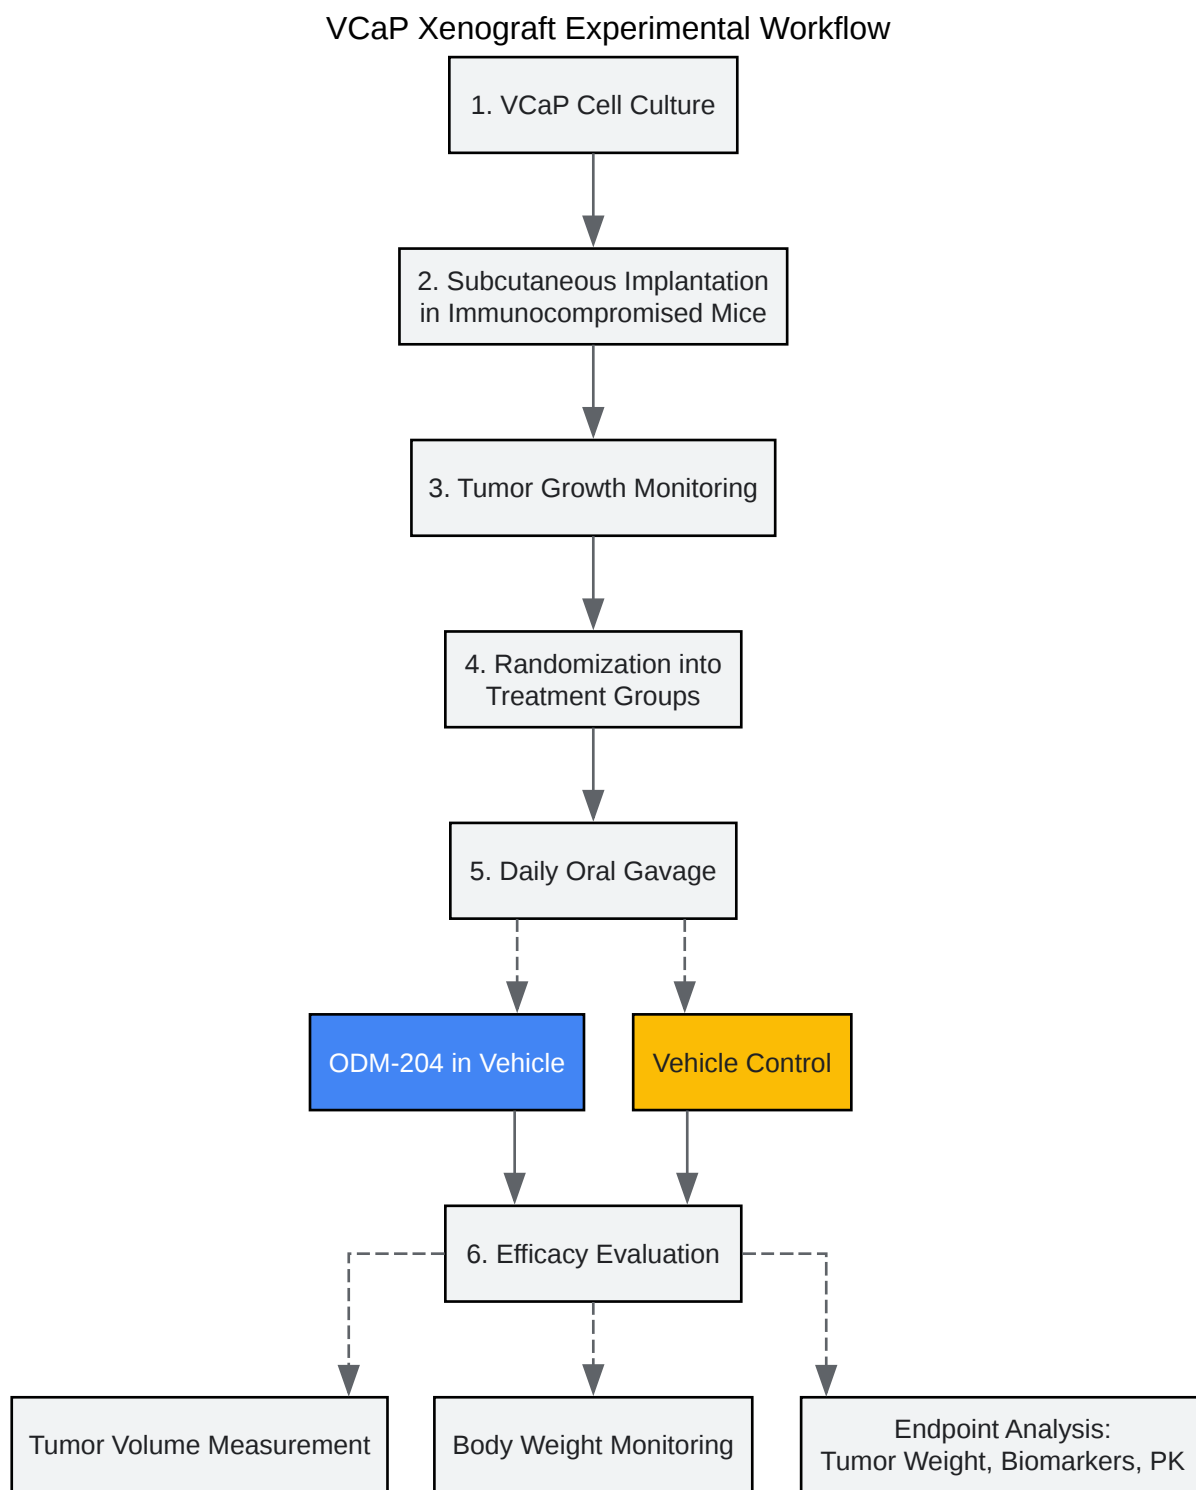 VCaP Xenograft Experimental Workflow
1. VCaP Cell Culture
2. Subcutaneous Implantation
in Immunocompromised Mice
3. Tumor Growth Monitoring
4. Randomization into
Treatment Groups
5. Daily Oral Gavage
ODM-204 in Vehicle
Vehicle Control
6. Efficacy Evaluation
Tumor Volume Measurement
Body Weight Monitoring
Endpoint Analysis:
Tumor Weight, Biomarkers, PK